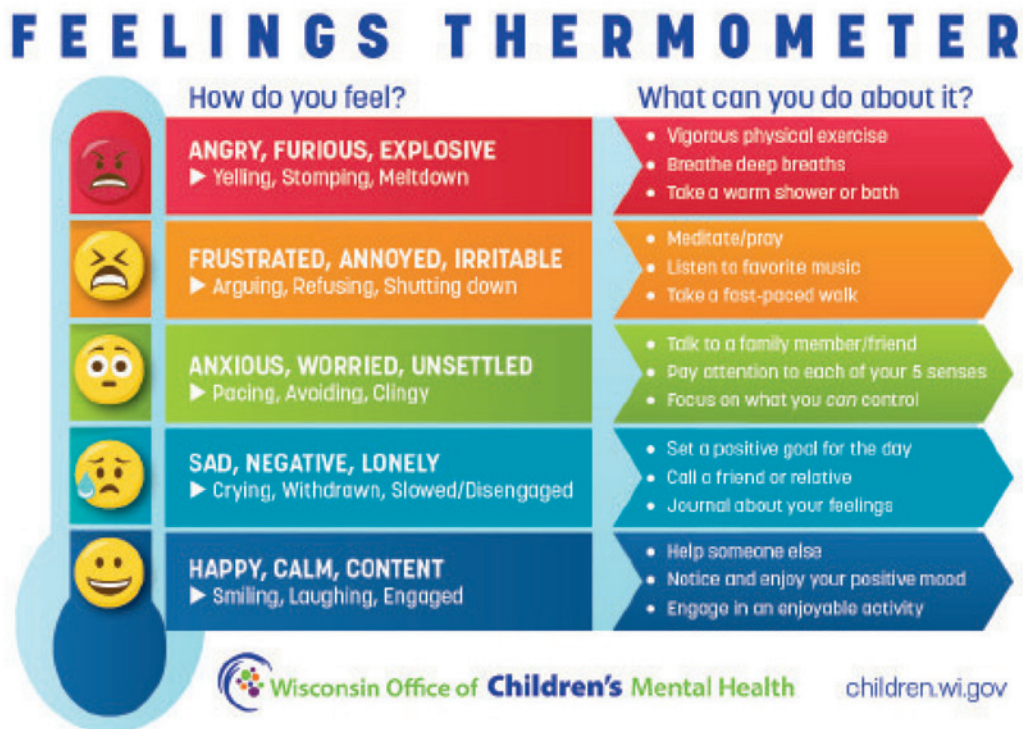 FEELINGS THERMOMETER
How do you feel?
What can you do about it?
ANGRY, FURIOUS, EXPLOSIVE
▶ Yelling, Stomping, Meltdown
• Vigorous physical exercise
• Breathe deep breaths
• Take a warm shower or bath
FRUSTRATED, ANNOYED, IRRITABLE
▶ Arguing, Refusing, Shutting down
• Meditate/pray
• Listen to favorite music
• Take a fast-paced walk
ANXIOUS, WORRIED, UNSETTLED
▶ Pacing, Avoiding, Clingy
• Talk to a family member/friend
• Pay attention to each of your 5 senses
• Focus on what you can control
SAD, NEGATIVE, LONELY
▶ Crying, Withdrawn, Slowed/Disengaged
• Set a positive goal for the day
• Call a friend or relative
• Journal about your feelings
HAPPY, CALM, CONTENT
▶ Smiling, Laughing, Engaged
• Help someone else
• Notice and enjoy your positive mood
• Engage in an enjoyable activity
Wisconsin Office of Children's Mental Health
children.wi.gov